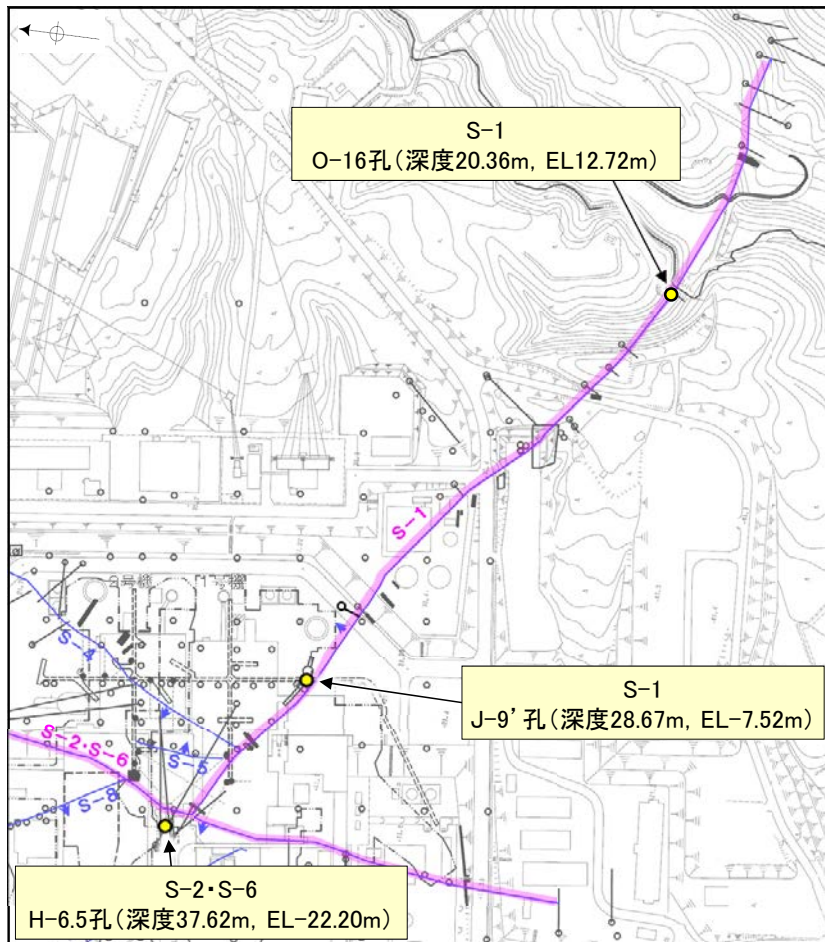 S-1
O-16孔(深度20.36m, EL12.72m)
S-1
2号機
1号機
S-4
S-1
J-9’孔(深度28.67m, EL-7.52m)
S-2・S-6
S-5
S-8
S-2・S-6
H-6.5孔(深度37.62m, EL-22.20m)